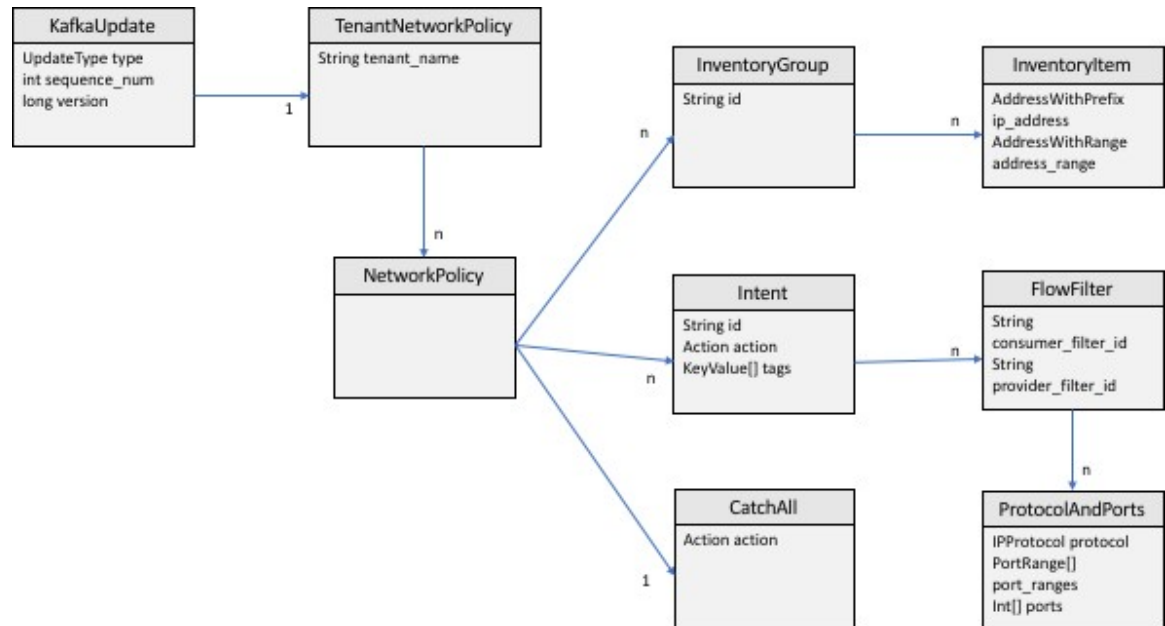 KafkaUpdate
UpdateType type
int sequence_num
long version
1
TenantNetworkPolicy
String tenant_name
n
NetworkPolicy
n
n
1
InventoryGroup
String id
n
InventoryItem
AddressWithPrefix
ip_address
AddressWithRange
address_range
Intent
String id
Action action
KeyValue[] tags
n
FlowFilter
String
consumer_filter_id
String
provider_filter_id
n
CatchAll
Action action
ProtocolAndPorts
IPProtocol protocol
PortRange[]
port_ranges
Int[] ports